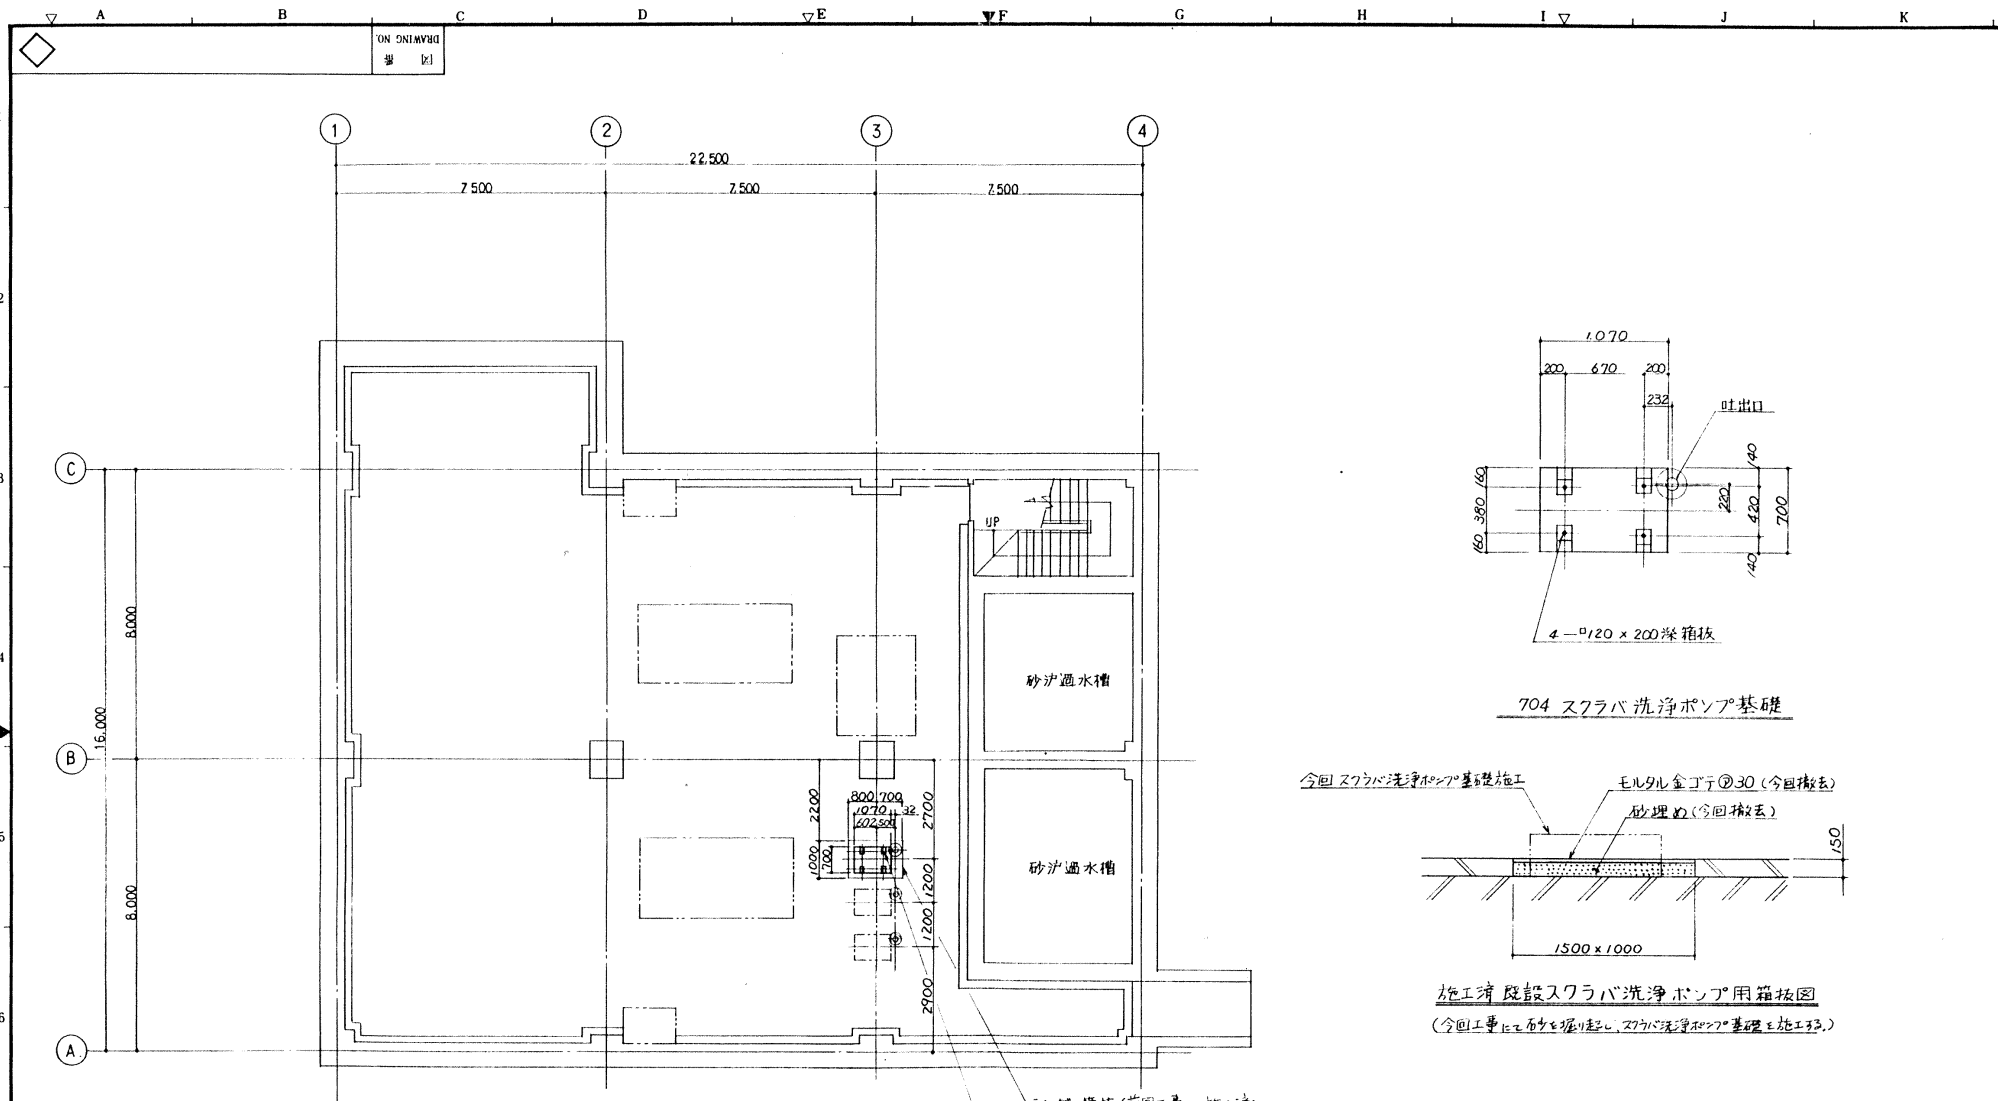 A B C D E F G H I J K
DRAWING NO.
図 番
1 2 3 4
22,500
7,500 7,500 7,500
C
B
A
8,000
16,000
8,000
UP
砂沪過水槽
砂沪過水槽
2200
800 700
1070 32
602 500
2700
1000
700
1200
1200
2900
1,070
200 670 200
232
吐出口
160
380
160
140
220
420
700
140
4-□120×200深箱抜
704 スクラバ洗浄ポンプ基礎
今回スクラバ洗浄ポンプ基礎施工
モルタル金ゴテ㋐30(今回撤去)
砂埋め(今回撤去)
150
1500×1000
施工済既設スクラバ洗浄ポンプ用箱抜図
(今回工事にて砂を掘り起し、スクラバ洗浄ポンプ基礎を施工する。)